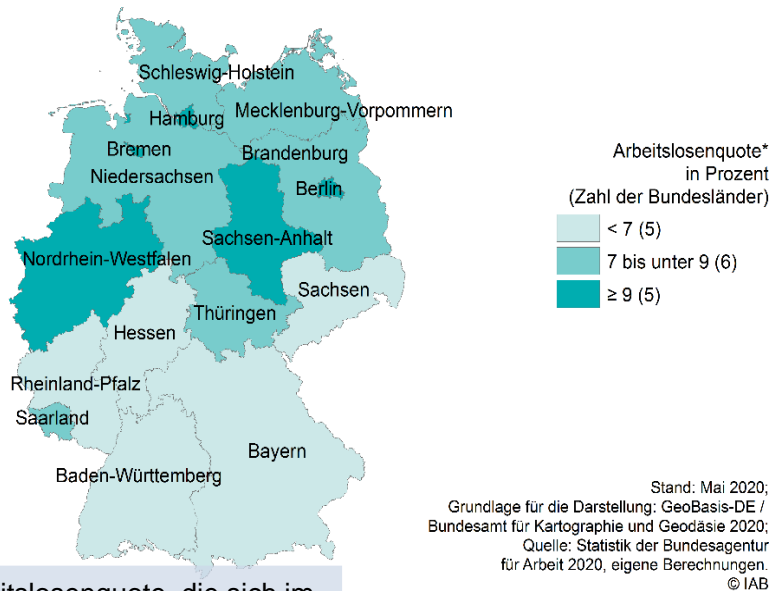 Schleswig-Holstein
Mecklenburg-Vorpommern
Hamburg
Bremen
Brandenburg
Niedersachsen
Berlin
Sachsen-Anhalt
Nordrhein-Westfalen
Sachsen
Thüringen
Hessen
Rheinland-Pfalz
Saarland
Bayern
Baden-Württemberg
Arbeitslosenquote*
in Prozent
(Zahl der Bundesländer)
< 7 (5)
7 bis unter 9 (6)
≥ 9 (5)
Stand: Mai 2020;
Grundlage für die Darstellung: GeoBasis-DE /
Bundesamt für Kartographie und Geodäsie 2020;
Quelle: Statistik der Bundesagentur
für Arbeit 2020, eigene Berechnungen.
© IAB
die sich im